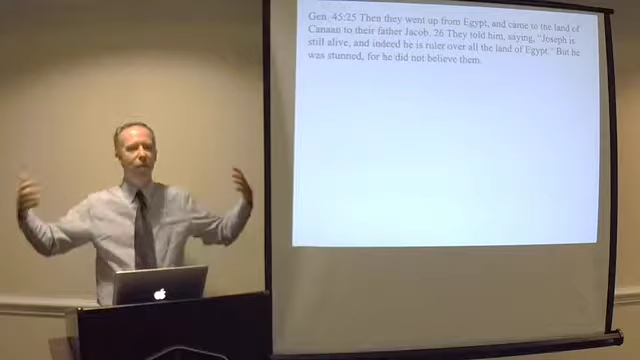 Gen. 45:25 Then they went up from Egypt, and came to the land of
Canaan to their father Jacob. 26 They told him, saying, "Joseph is
still alive, and indeed he is ruler over all the land of Egypt." But he
was stunned, for he did not believe them.